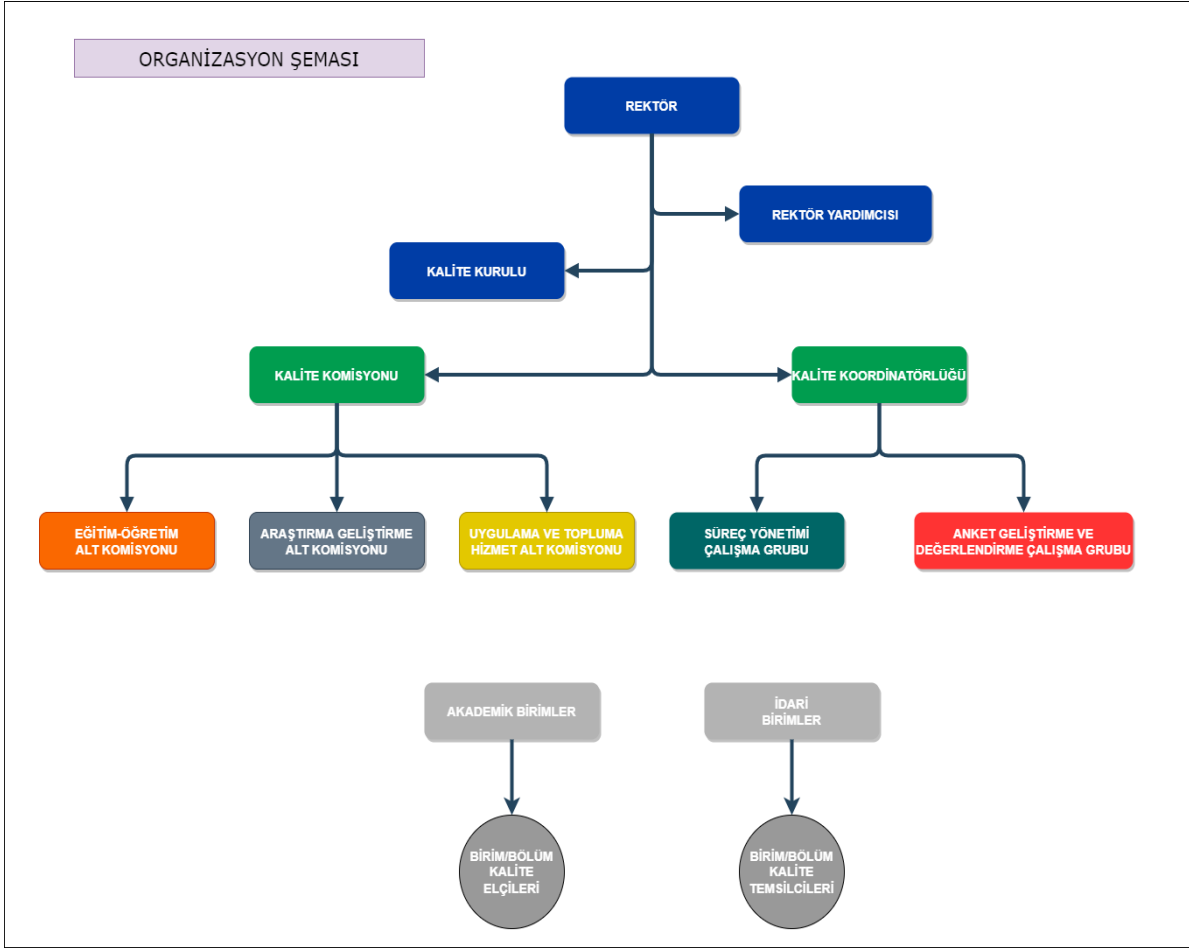 ORGANİZASYON ŞEMASI
REKTÖR
REKTÖR YARDIMCISI
KALİTE KURULU
KALİTE KOMİSYONU
KALİTE KOORDİNATÖRLÜĞÜ
EĞİTİM-ÖĞRETİM
ALT KOMİSYONU
ARAŞTIRMA GELİŞTİRME
ALT KOMİSYONU
UYGULAMA VE TOPLUMA
HİZMET ALT KOMİSYONU
SÜREÇ YÖNETİMİ
ÇALIŞMA GRUBU
ANKET GELİŞTİRME VE
DEĞERLENDİRME ÇALIŞMA GRUBU
AKADEMİK BİRİMLER
İDARİ
BİRİMLER
BİRİM/BÖLÜM
KALİTE
ELÇİLERİ
BİRİM/BÖLÜM
KALİTE
TEMSİLCİLERİ